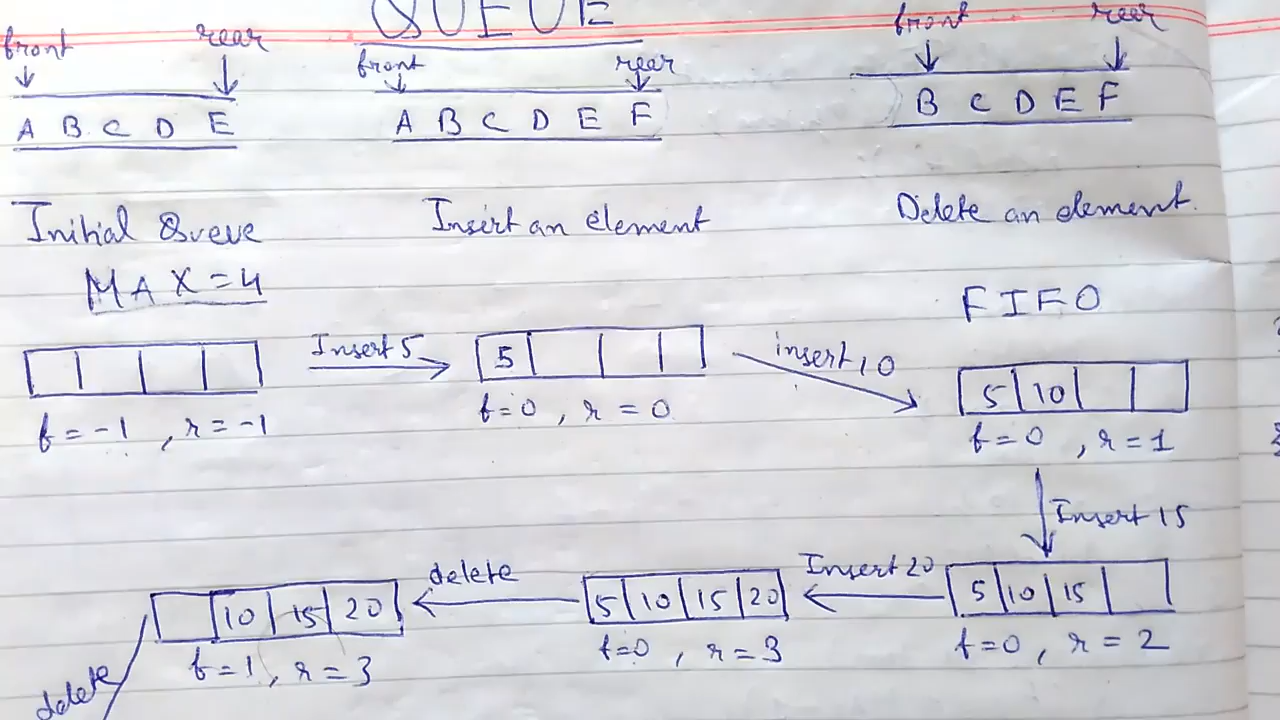 QUEUE
front rear
front rear
front rear
A B C D E
A B C D E F
B C D E F
Initial Queue
Insert an element
Delete an element.
MAX=4
FIFO
Insert 5
5
insert 10
5 10
f=-1 , r=-1
f=0 , r=0
f=0 , r=1
Insert 15
5 10 15
f=0 , r=2
Insert 20
5 10 15 20
f=0 , r=3
delete
10 15 20
f=1 , r=3
delete